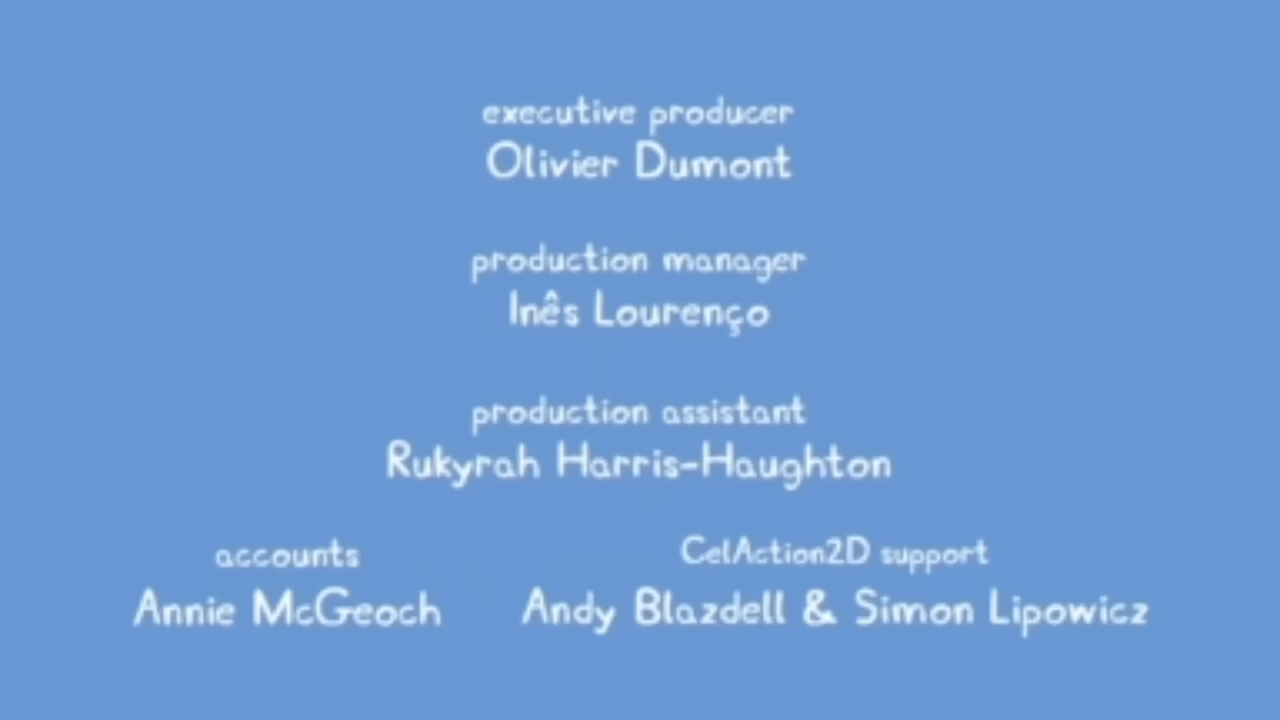 executive producer
Olivier Dumont
production manager
Inês Lourenço
production assistant
Rukyrah Harris-Haughton
accounts
Annie McGeoch
CelAction2D support
Andy Blazdell & Simon Lipowicz